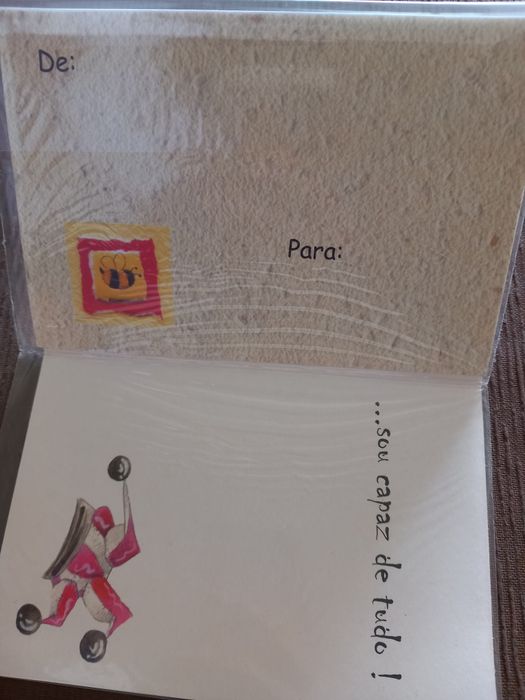 De:
Para:
...sou capaz de tudo !